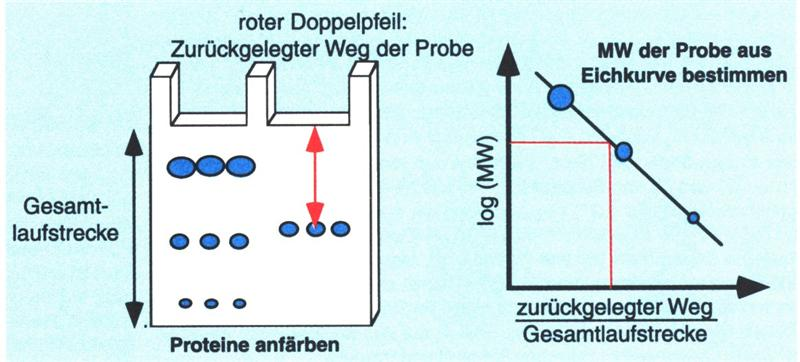 roter Doppelpfeil:
Zurückgelegter Weg der Probe
Gesamt-
laufstrecke
Proteine anfärben
MW der Probe aus
Eichkurve bestimmen
log (MW)
zurückgelegter Weg
Gesamtlaufstrecke